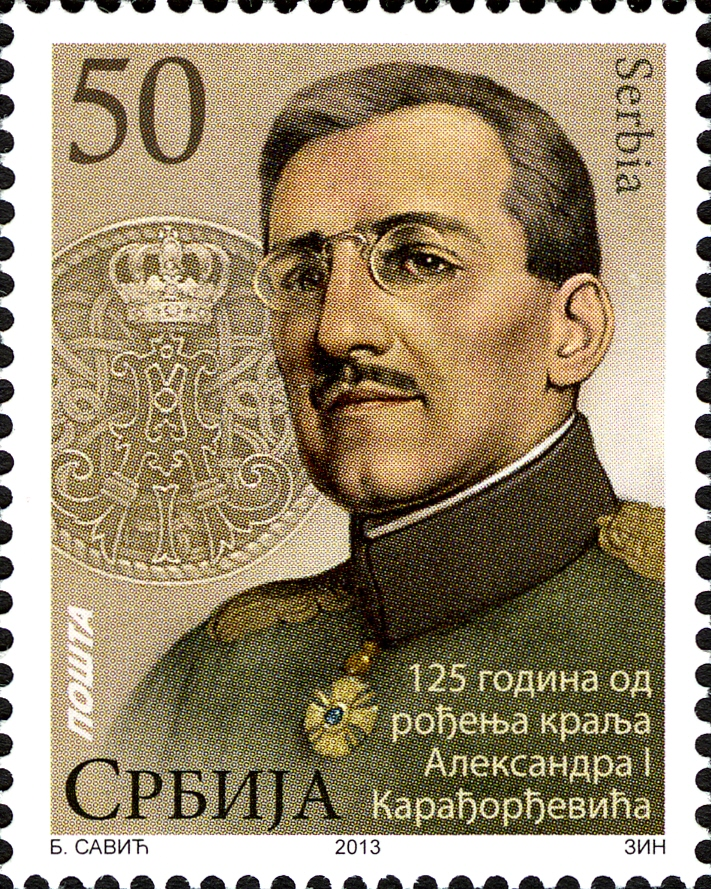 50
Serbia
ПОШТА
125 година од
рођења краља
Александра I
Карађорђевића
СРБИЈА
Б. САВИЋ 2013 ЗИН